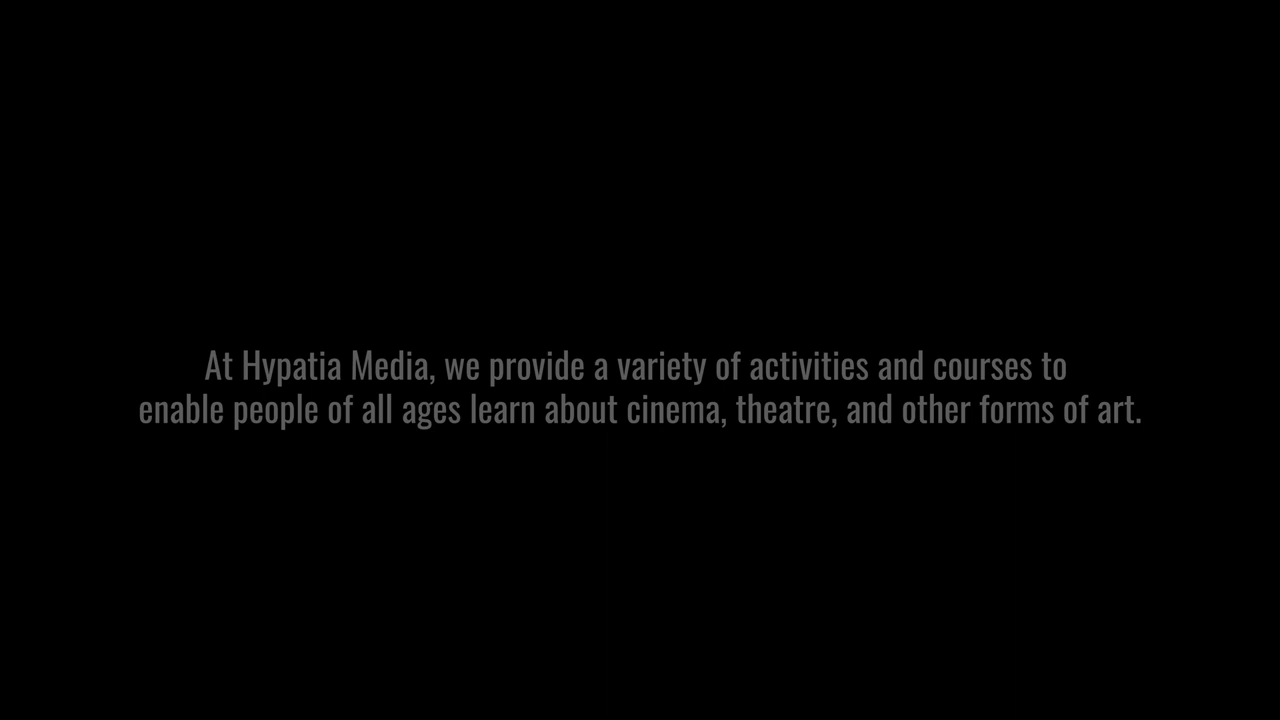 At Hypatia Media, we provide a variety of activities and courses to
enable people of all ages learn about cinema, theatre, and other forms of art.